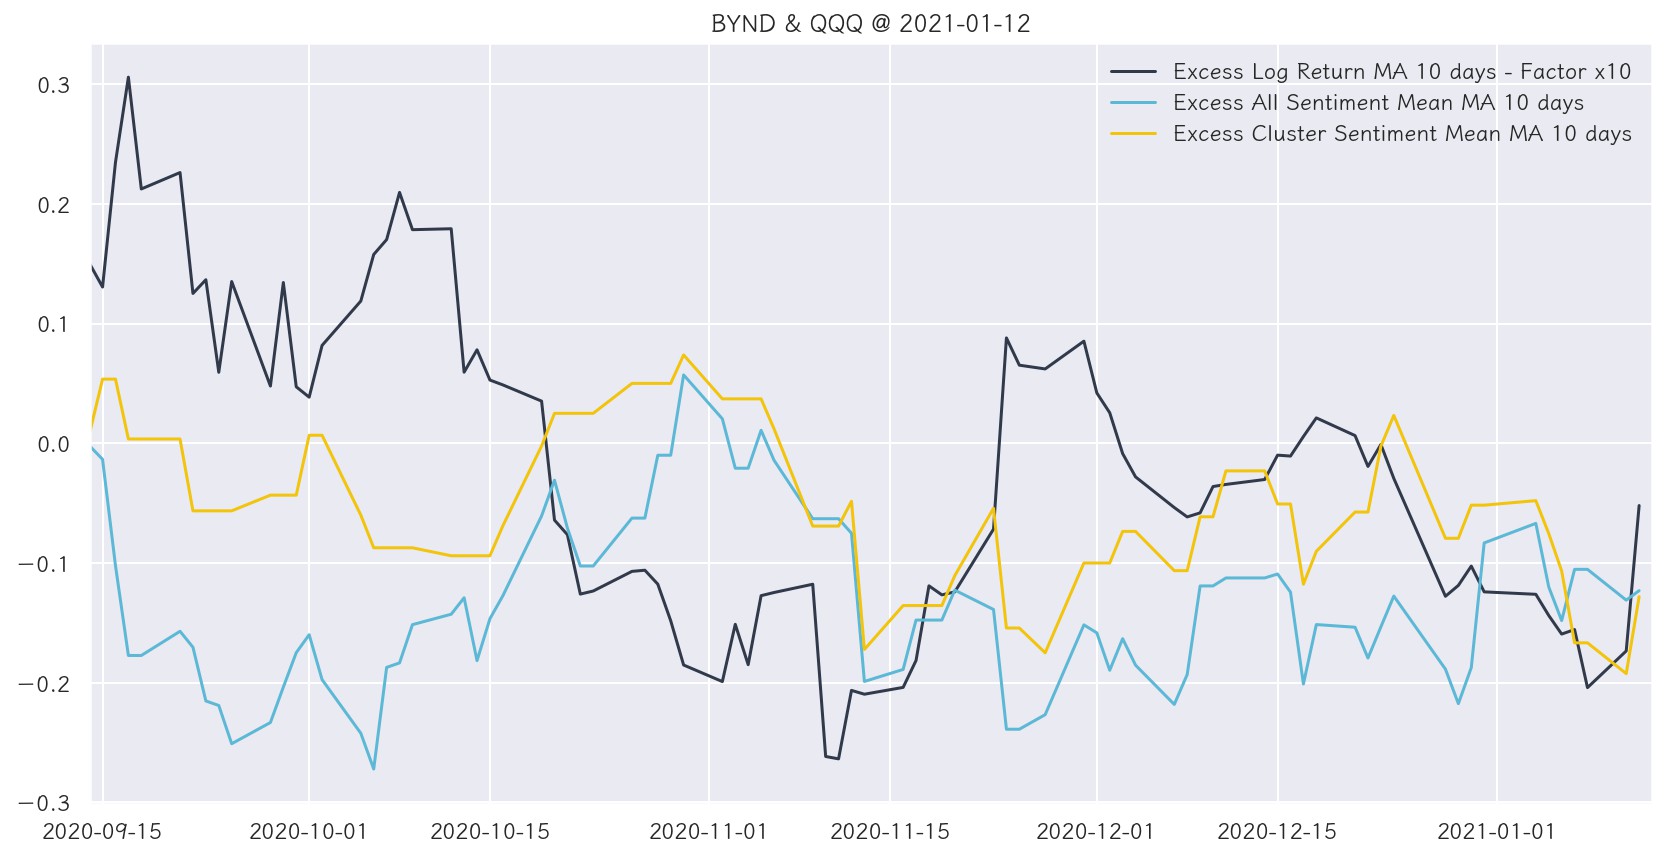 BYND & QQQ @ 2021-01-12
Excess Log Return MA 10 days - Factor x10
Excess All Sentiment Mean MA 10 days
Excess Cluster Sentiment Mean MA 10 days
0.3
0.2
0.1
0.0
−0.1
−0.2
−0.3
2020-09-15 2020-10-01 2020-10-15 2020-11-01 2020-11-15 2020-12-01 2020-12-15 2021-01-01